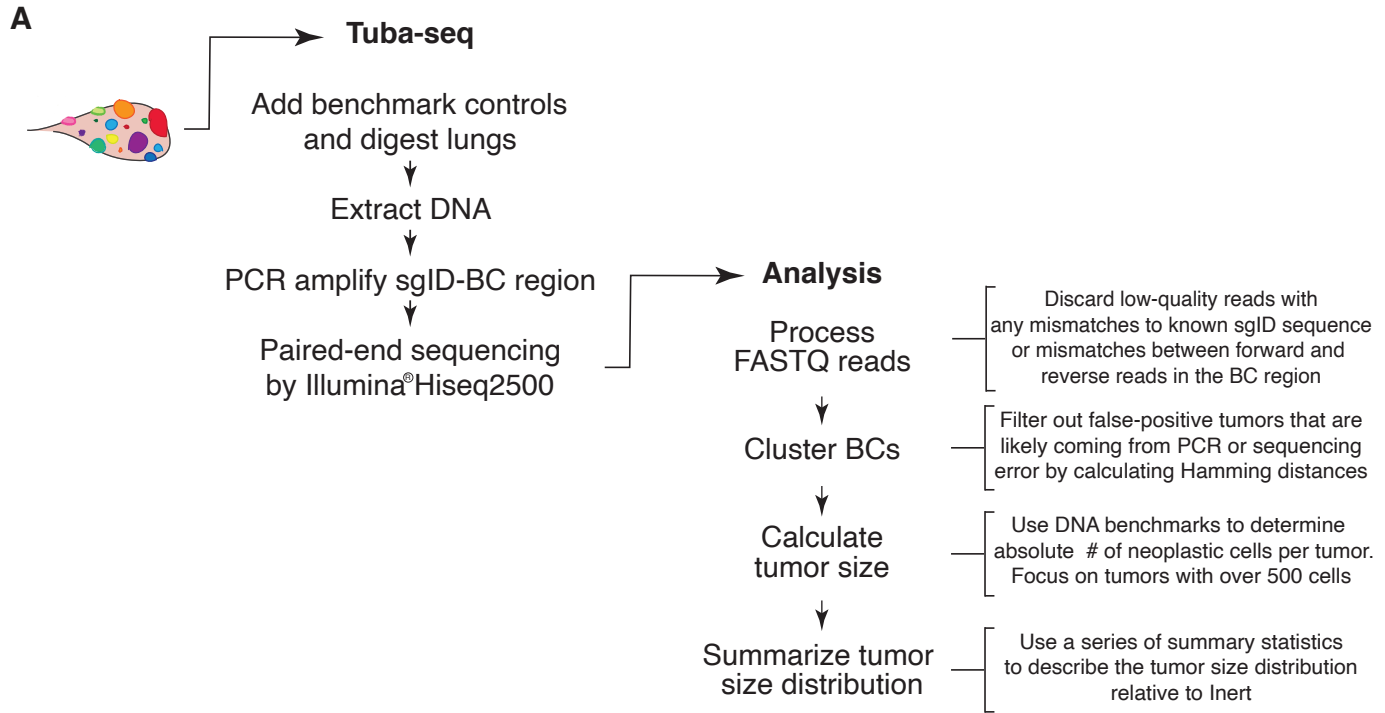 A
Tuba-seq
Add benchmark controls
and digest lungs
Extract DNA
PCR amplify sgID-BC region
Paired-end sequencing
by Illumina®Hiseq2500
Analysis
Process
FASTQ reads
Discard low-quality reads with
any mismatches to known sgID sequence
or mismatches between forward and
reverse reads in the BC region
Cluster BCs
Filter out false-positive tumors that are
likely coming from PCR or sequencing
error by calculating Hamming distances
Calculate
tumor size
Use DNA benchmarks to determine
absolute # of neoplastic cells per tumor.
Focus on tumors with over 500 cells
Summarize tumor
size distribution
Use a series of summary statistics
to describe the tumor size distribution
relative to Inert